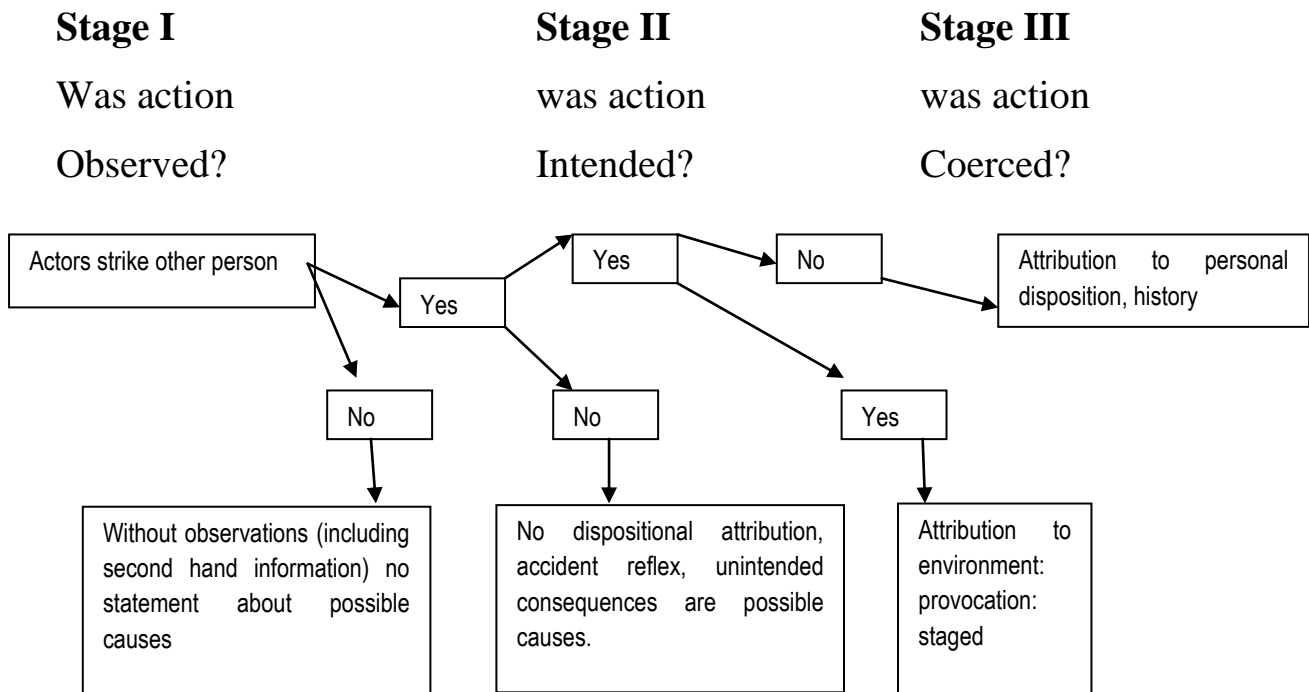 Stage I
Stage II
Stage III
Was action
was action
was action
Observed?
Intended?
Coerced?
Actors strike other person
Yes
Yes
No
Attribution to personal
disposition, history
No
No
Yes
Without observations (including
second hand information) no
statement about possible
causes
No dispositional attribution,
accident reflex, unintended
consequences are possible
causes.
Attribution to
environment:
provocation:
staged